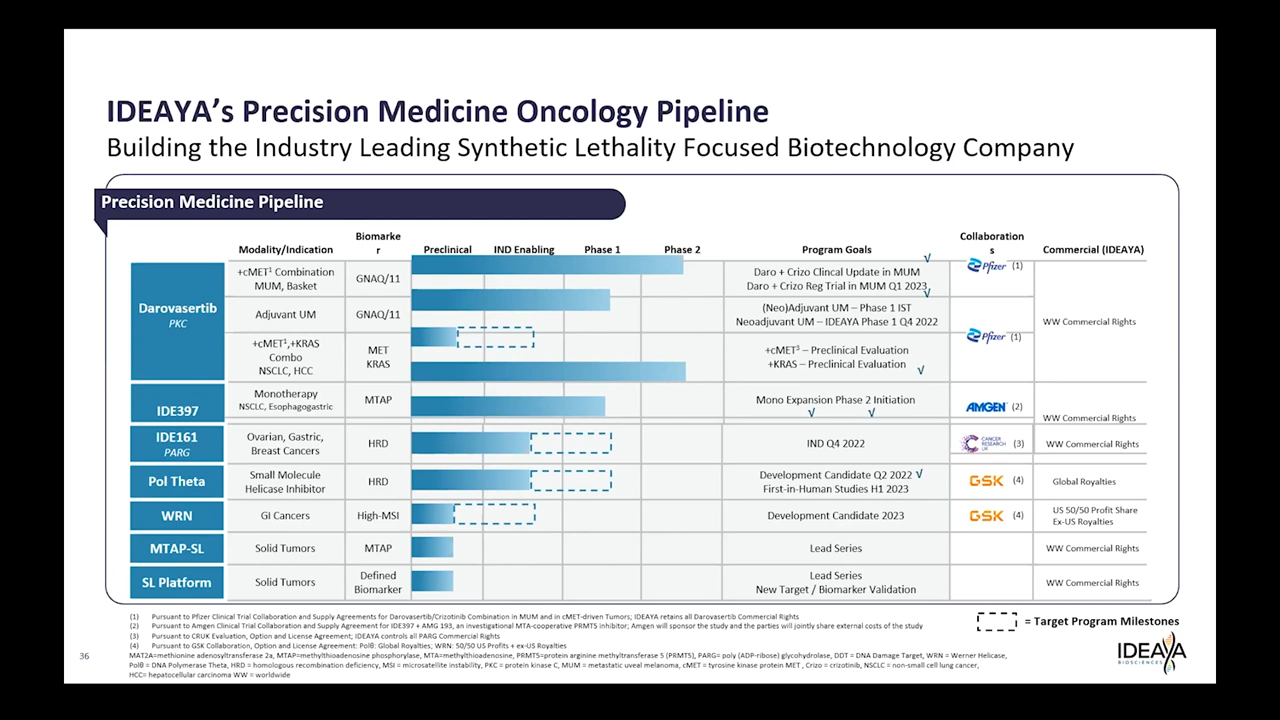 IDEAYA’s Precision Medicine Oncology Pipeline
Building the Industry Leading Synthetic Lethality Focused Biotechnology Company
Precision Medicine Pipeline
Modality/Indication
Biomarke
r
Preclinical
IND Enabling
Phase 1
Phase 2
Program Goals
Collaboration
s
Commercial (IDEAYA)
Darovasertib
PKC
+cMET¹ Combination
MUM, Basket
GNAQ/11
√
Daro + Crizo Clincal Update in MUM
Daro + Crizo Reg Trial in MUM Q1 2023
Pfizer (1)
WW Commercial Rights
Adjuvant UM
GNAQ/11
√
(Neo)Adjuvant UM – Phase 1 IST
Neoadjuvant UM – IDEAYA Phase 1 Q4 2022
+cMET¹,+KRAS
Combo
NSCLC, HCC
MET
KRAS
+cMET³ – Preclinical Evaluation
+KRAS – Preclinical Evaluation √
Pfizer (1)
IDE397
Monotherapy
NSCLC, Esophagogastric
MTAP
Mono Expansion Phase 2 Initiation
√ √
AMGEN (2)
WW Commercial Rights
IDE161
PARG
Ovarian, Gastric,
Breast Cancers
HRD
IND Q4 2022
CANCER
RESEARCH
UK
(3)
WW Commercial Rights
Pol Theta
Small Molecule
Helicase Inhibitor
HRD
Development Candidate Q2 2022 √
First-in-Human Studies H1 2023
GSK (4)
Global Royalties
WRN
GI Cancers
High-MSI
Development Candidate 2023
GSK (4)
US 50/50 Profit Share
Ex-US Royalties
MTAP-SL
Solid Tumors
MTAP
Lead Series
WW Commercial Rights
SL Platform
Solid Tumors
Defined
Biomarker
Lead Series
New Target / Biomarker Validation
WW Commercial Rights
(1) Pursuant to Pfizer Clinical Trial Collaboration and Supply Agreements for Darovasertib/Crizotinib Combination in MUM and in cMET-driven Tumors; IDEAYA retains all Darovasertib Commercial Rights
(2) Pursuant to Amgen Clinical Trial Collaboration and Supply Agreement for IDE397 + AMG 193, an investigational MTA-cooperative PRMT5 inhibitor; Amgen will sponsor the study and the parties will jointly share external costs of the study
(3) Pursuant to CRUK Evaluation, Option and License Agreement; IDEAYA controls all PARG Commercial Rights
(4) Pursuant to GSK Collaboration, Option and License Agreement: Polθ: Global Royalties; WRN: 50/50 US Profits + ex-US Royalties
MAT2A=methionine adenosyltransferase 2a, MTAP=methylthioadenosine phosphorylase, MTA=methylthioadenosine, PRMT5=protein arginine methyltransferase 5 (PRMT5), PARG= poly (ADP-ribose) glycohydrolase, DDT = DNA Damage Target, WRN = Werner Helicase,
Polθ = DNA Polymerase Theta, HRD = homologous recombination deficiency, MSI = microsatellite instability, PKC = protein kinase C, MUM = metastatic uveal melanoma, cMET = tyrosine kinase protein MET , Crizo = crizotinib, NSCLC = non-small cell lung cancer,
HCC= hepatocellular carcinoma WW = worldwide
= Target Program Milestones
36
IDEAYA
BIOSCIENCES